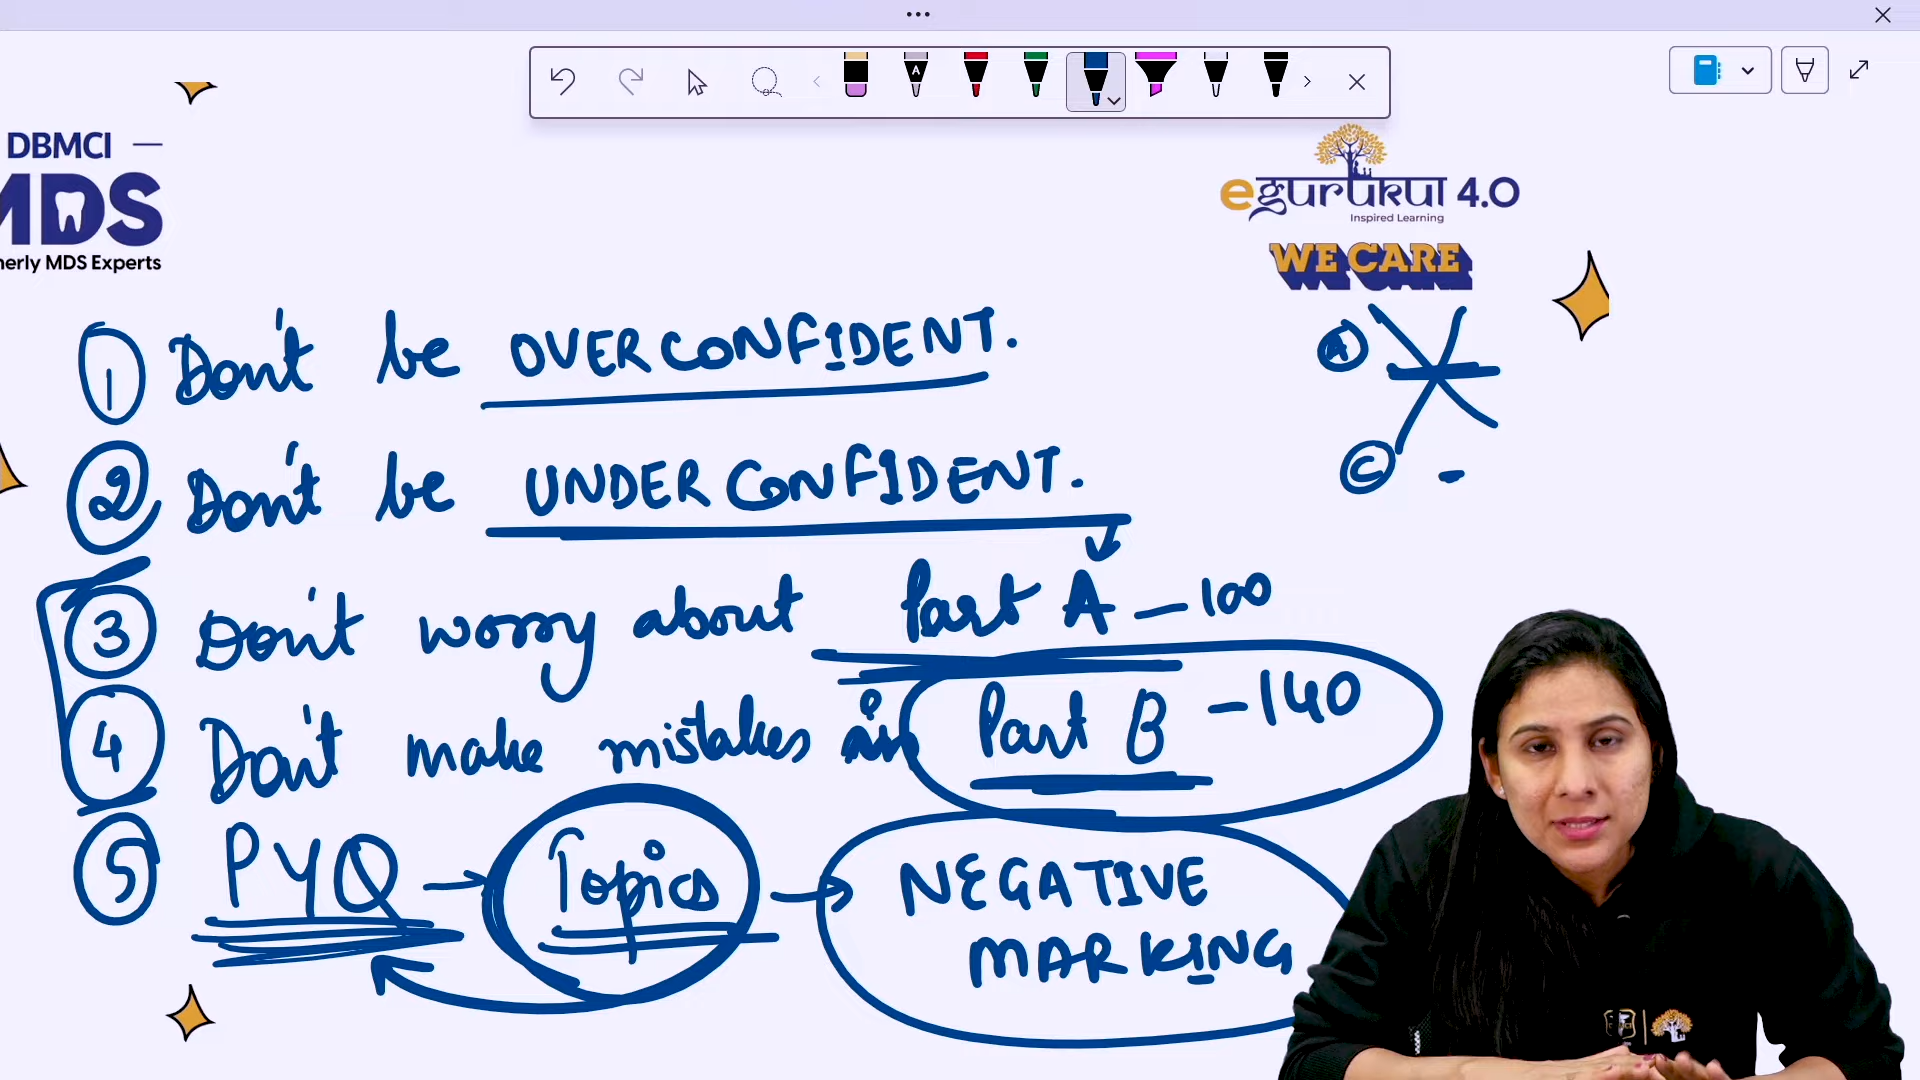 DBMCI
MDS
nerly MDS Experts
egurukul 4.0
Inspired Learning
WE CARE
1 Don't be OVERCONFIDENT.
A
2 Don't be UNDERCONFIDENT.
C -
3 Don't worry about Part A - 100
4 Don't make mistakes in Part B - 140
5 PYQ → Topics → NEGATIVE
MARKING